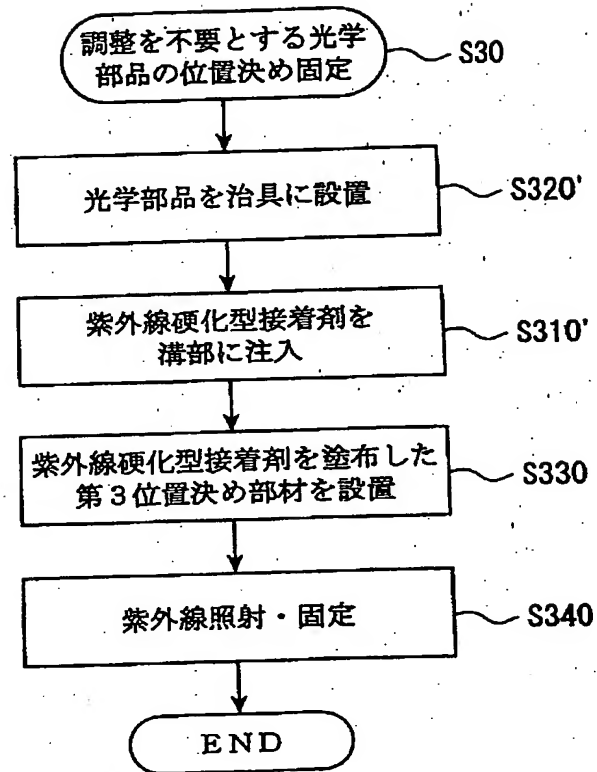 調整を不要とする光学
部品の位置決め固定
S30
光学部品を治具に設置
S320'
紫外線硬化型接着剤を
溝部に注入
S310'
紫外線硬化型接着剤を塗布した
第３位置決め部材を設置
S330
紫外線照射・固定
S340
END